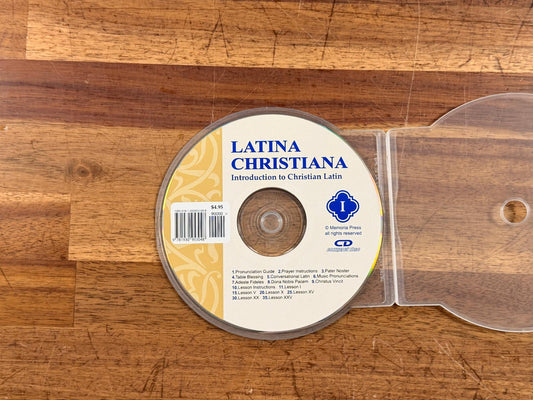 LATINA
CHRISTIANA
Introduction to Christian Latin
I
$4.95
© Memoria Press
all rights reserved
CD
1.Pronunciation Guide 2.Prayer Instructions 3.Pater Noster
4.Table Blessing 5.Conversational Latin 6.Music Pronunciations
7.Adeste Fideles 8.Dona Nobis Pacem 9.Christus Vincit
10.Lesson Instructions 11.Lesson I
15.Lesson V 20.Lesson X 25.Lesson XV
30.Lesson XX 35.Lesson XXV